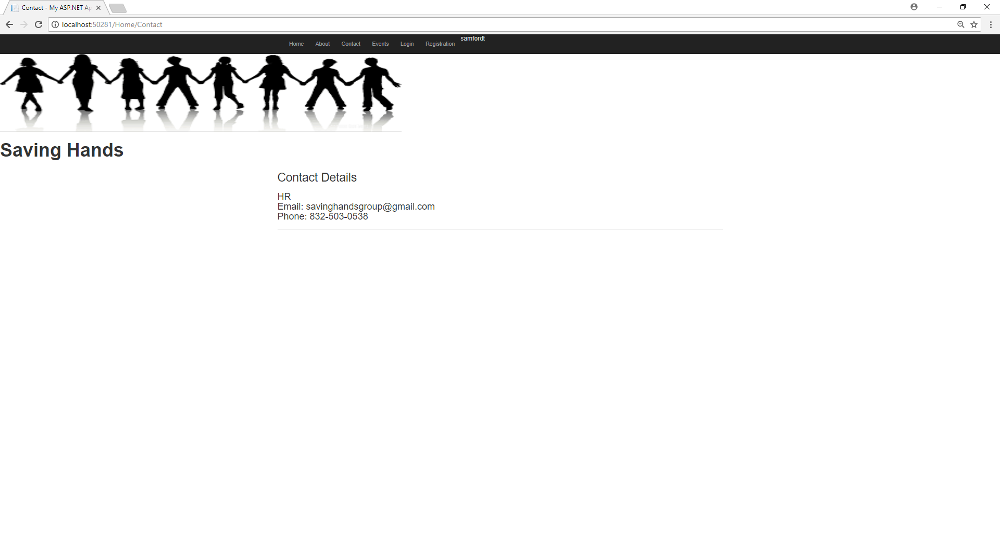 Contact - My ASP.NET Ap
localhost:50281/Home/Contact
Home About Contact Events Login Registration samfordt
Saving Hands
Contact Details
HR
Email: savinghandsgroup@gmail.com
Phone: 832-503-0538